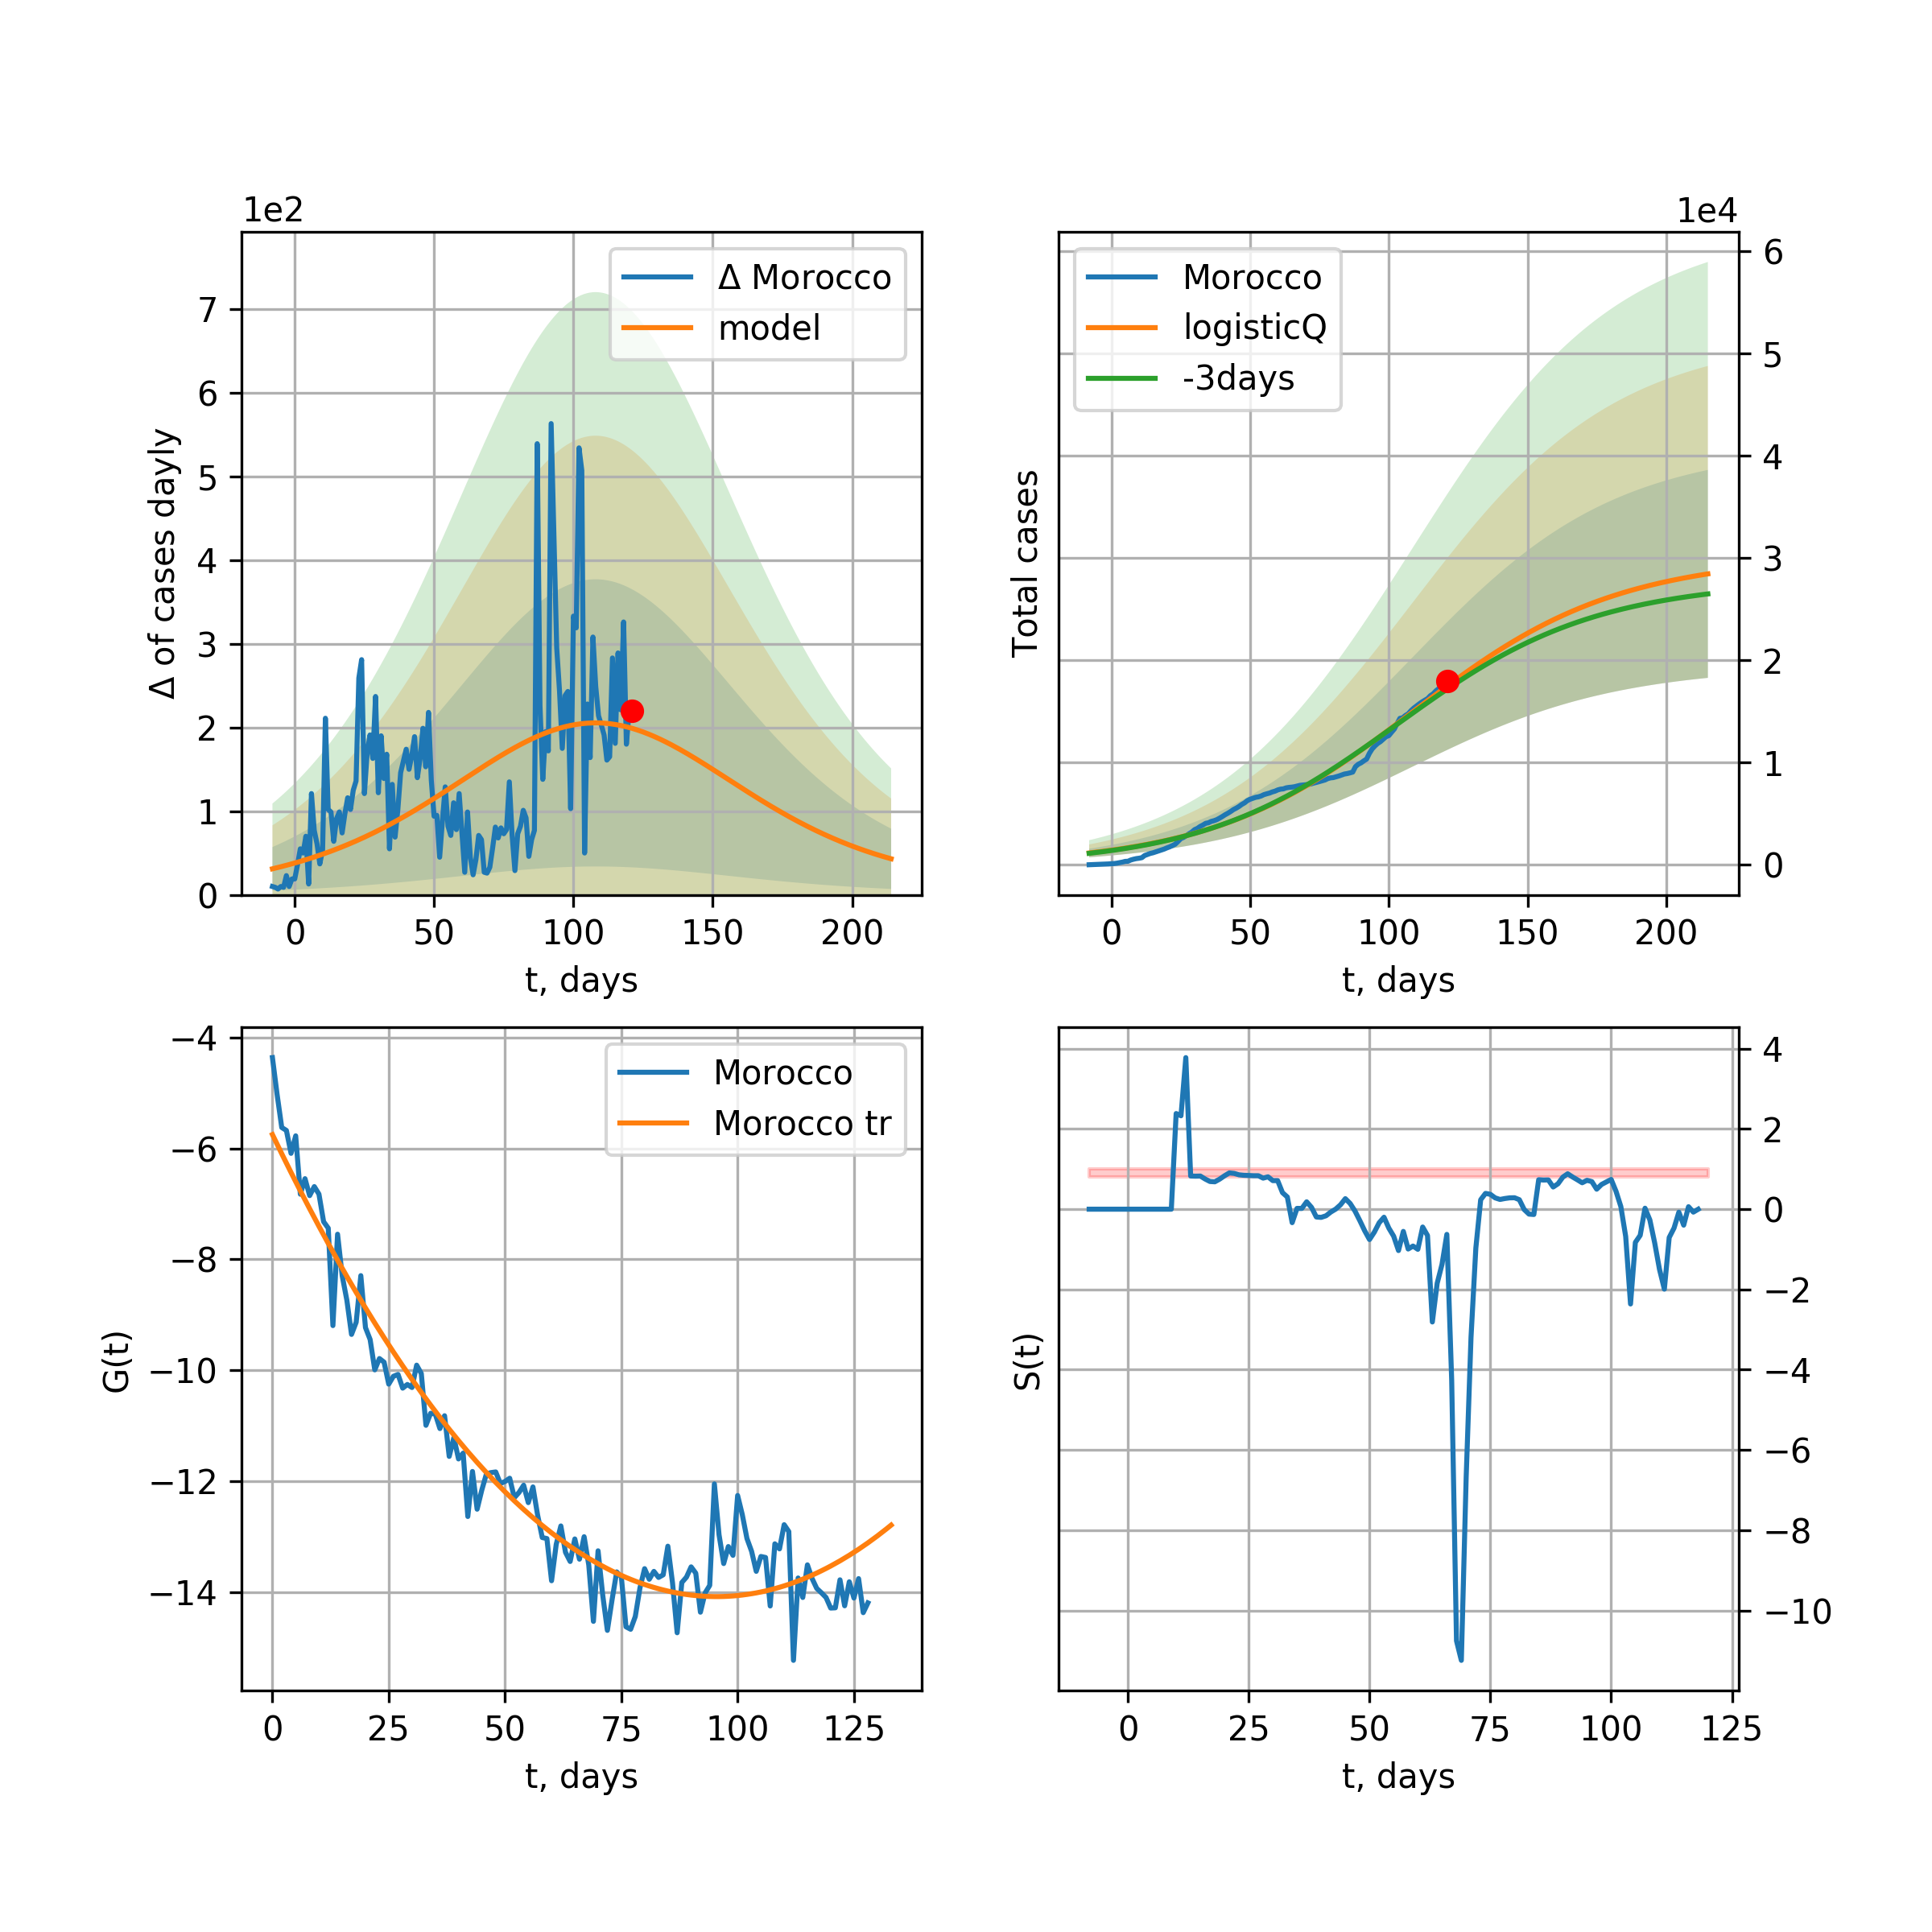 1e2
Δ Morocco
model
7
6
5
4
3
2
1
0
Δ of cases dayly
0 50 100 150 200
t, days
1e4
Morocco
logisticQ
-3days
6
5
4
3
2
1
0
Total cases
0 50 100 150 200
t, days
Morocco
Morocco tr
−4
−6
−8
−10
−12
−14
G(t)
0 25 50 75 100 125
t, days
4
2
0
−2
−4
−6
−8
−10
S(t)
0 25 50 75 100 125
t, days